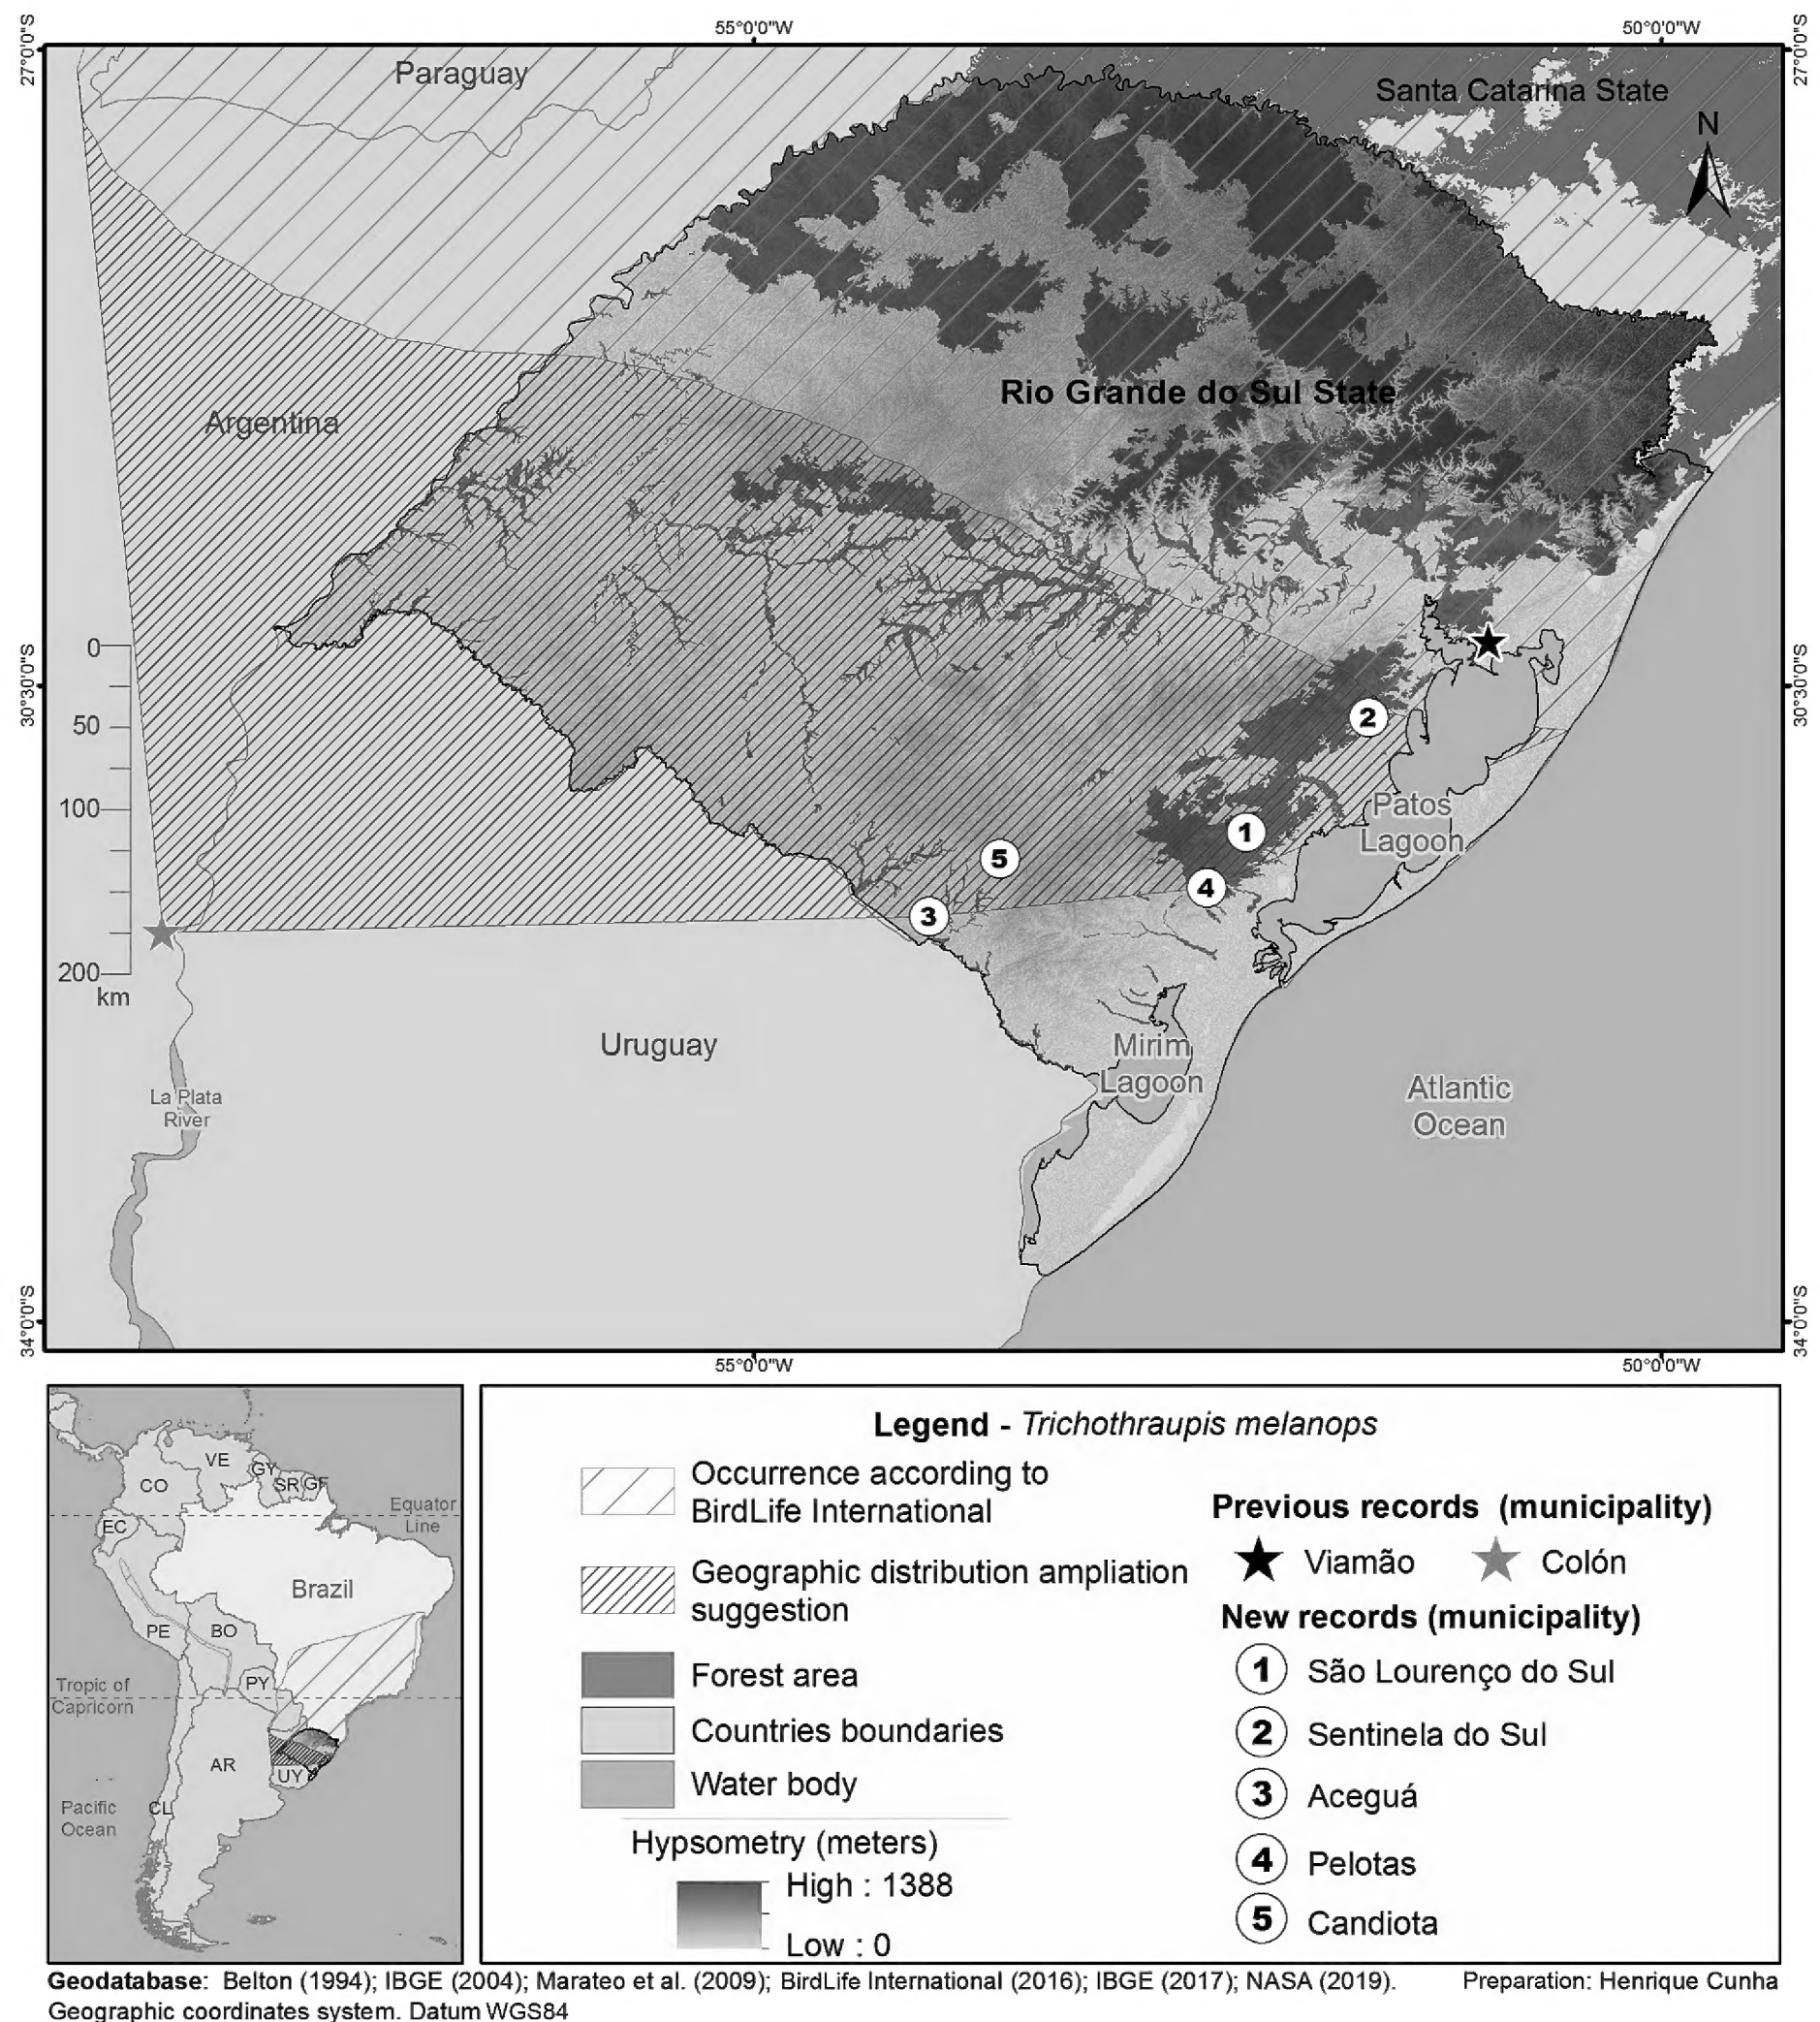 55°0'0"W
50°0'0"W
27°0'0"S
27°0'0"S
Paraguay
Santa Catarina State
N
Rio Grande do Sul State
Argentina
30°30'0"S
30°30'0"S
0
50
100
200
km
2
1
5
4
3
Patos
Lagoon
Uruguay
Mirim
Lagoon
La Plata
River
Atlantic
Ocean
34°0'0"S
34°0'0"S
55°0'0"W
50°0'0"W
VE
GY
SR
GF
CO
EC
Equator
Line
Brazil
PE
BO
PY
Tropic of
Capricorn
AR
UY
CL
Pacific
Ocean
Legend - Trichothraupis melanops
Occurrence according to
BirdLife International
Geographic distribution ampliation
suggestion
Forest area
Countries boundaries
Water body
Hypsometry (meters)
High : 1388
Low : 0
Previous records (municipality)
Viamão
Colón
New records (municipality)
1 São Lourenço do Sul
2 Sentinela do Sul
3 Aceguá
4 Pelotas
5 Candiota
Geodatabase: Belton (1994); IBGE (2004); Marateo et al. (2009); BirdLife International (2016); IBGE (2017); NASA (2019). Preparation: Henrique Cunha
Geographic coordinates system. Datum WGS84